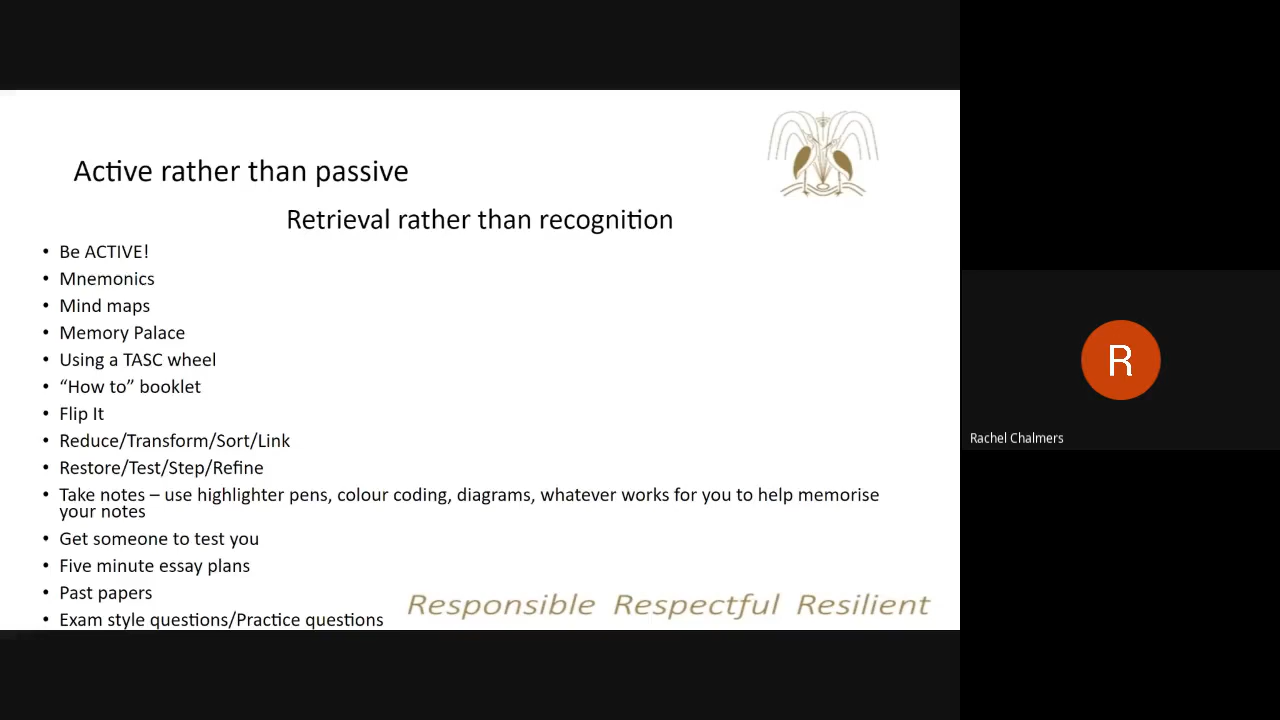 Active rather than passive
Retrieval rather than recognition
• Be ACTIVE!
• Mnemonics
• Mind maps
• Memory Palace
• Using a TASC wheel
• “How to” booklet
• Flip It
• Reduce/Transform/Sort/Link
• Restore/Test/Step/Refine
• Take notes – use highlighter pens, colour coding, diagrams, whatever works for you to help memorise
your notes
• Get someone to test you
• Five minute essay plans
• Past papers
• Exam style questions/Practice questions
Responsible Respectful Resilient
R
Rachel Chalmers